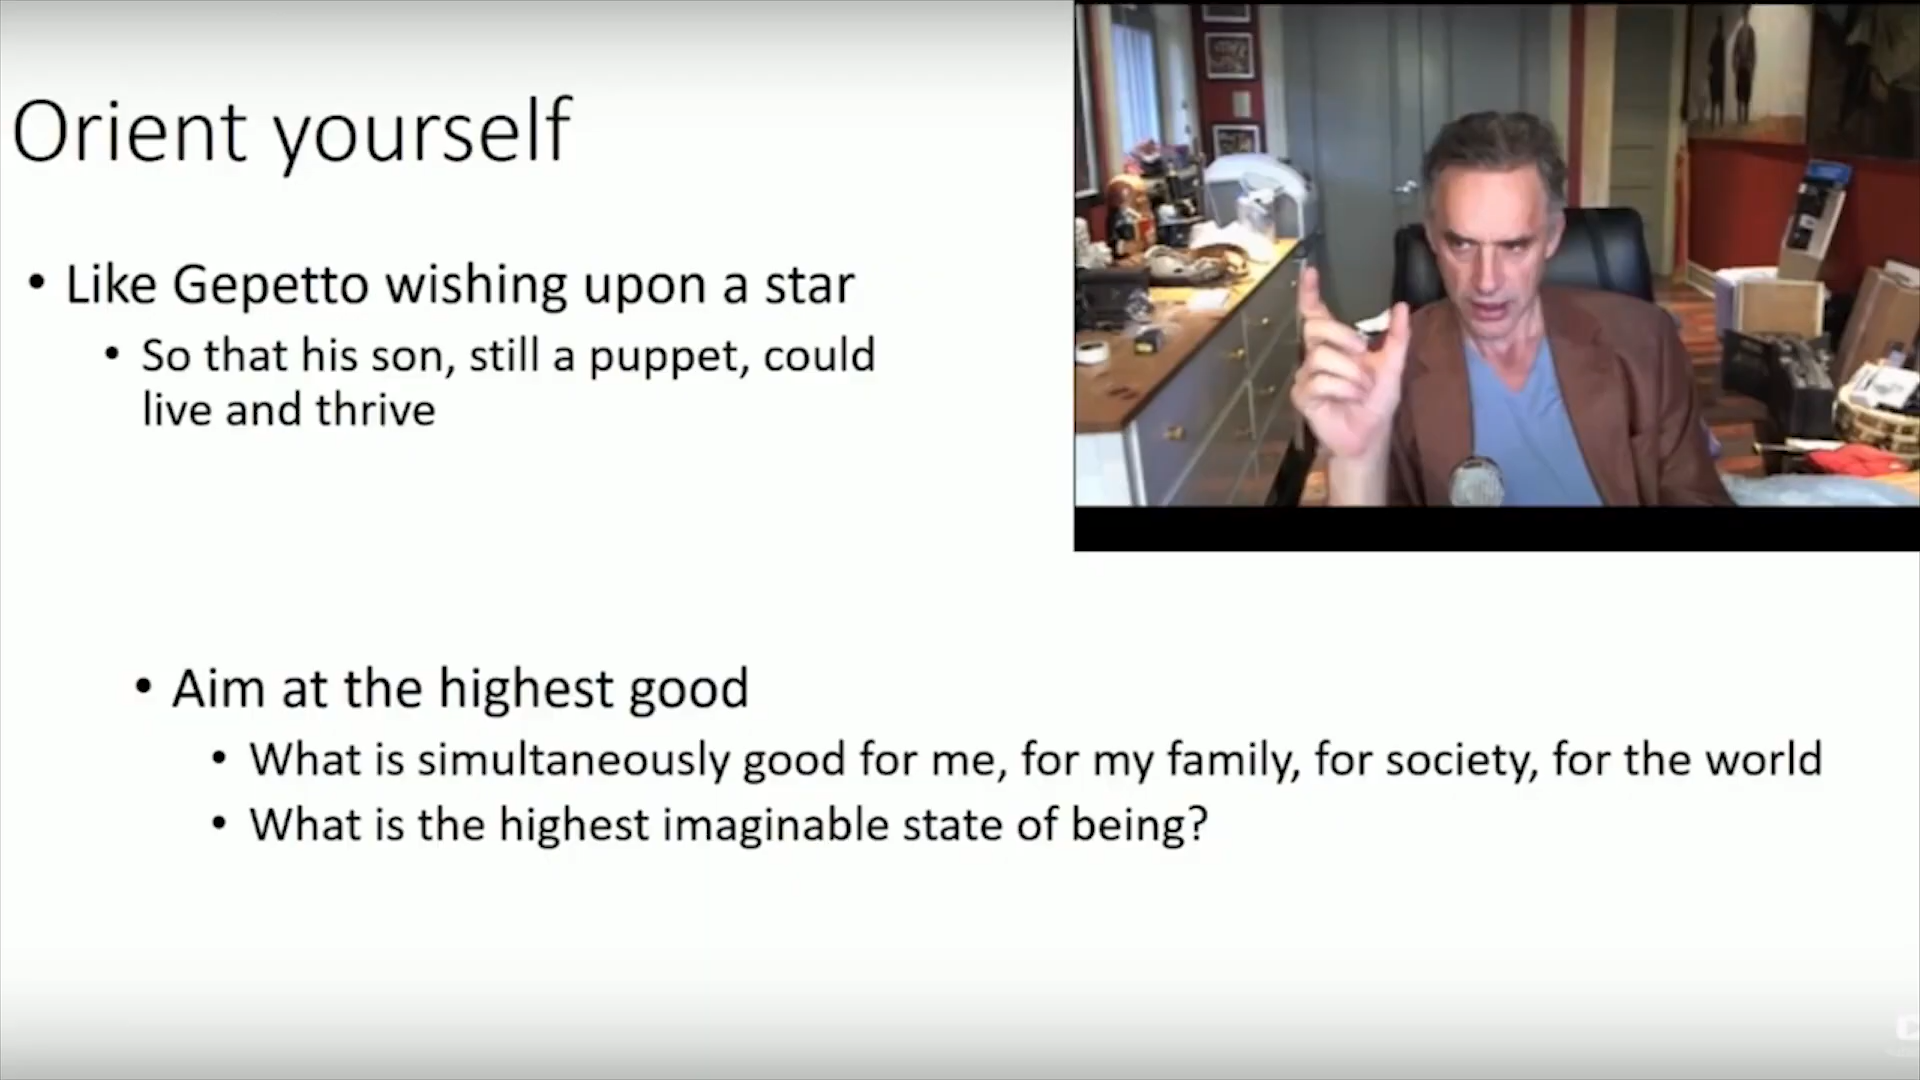 Orient yourself
• Like Gepetto wishing upon a star
• So that his son, still a puppet, could
live and thrive
• Aim at the highest good
• What is simultaneously good for me, for my family, for society, for the world
• What is the highest imaginable state of being?